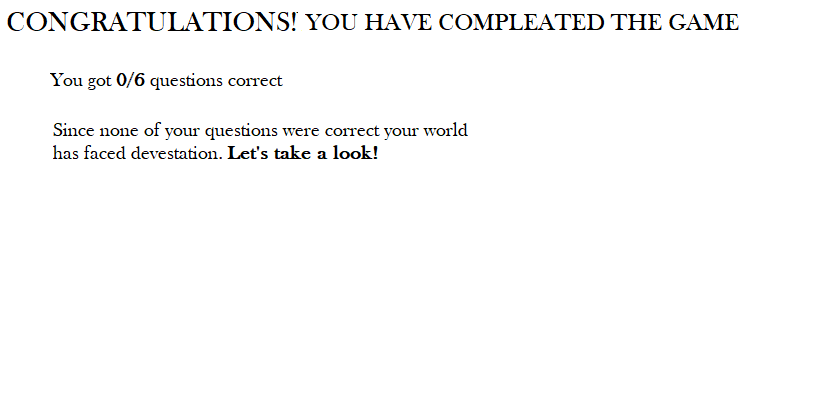 CONGRATULATIONS! YOU HAVE COMPLEATED THE GAME
You got 0/6 questions correct
Since none of your questions were correct your world
has faced devestation. Let's take a look!